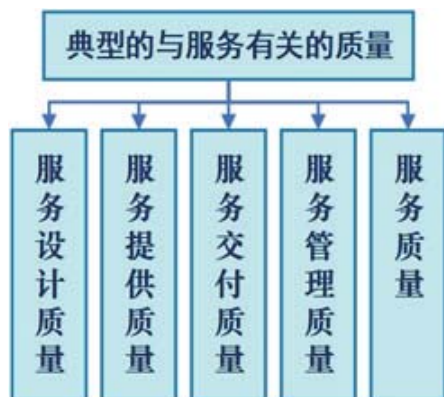 典型的与服务有关的质量
服务设计质量
服务提供质量
服务交付质量
服务管理质量
服务质量